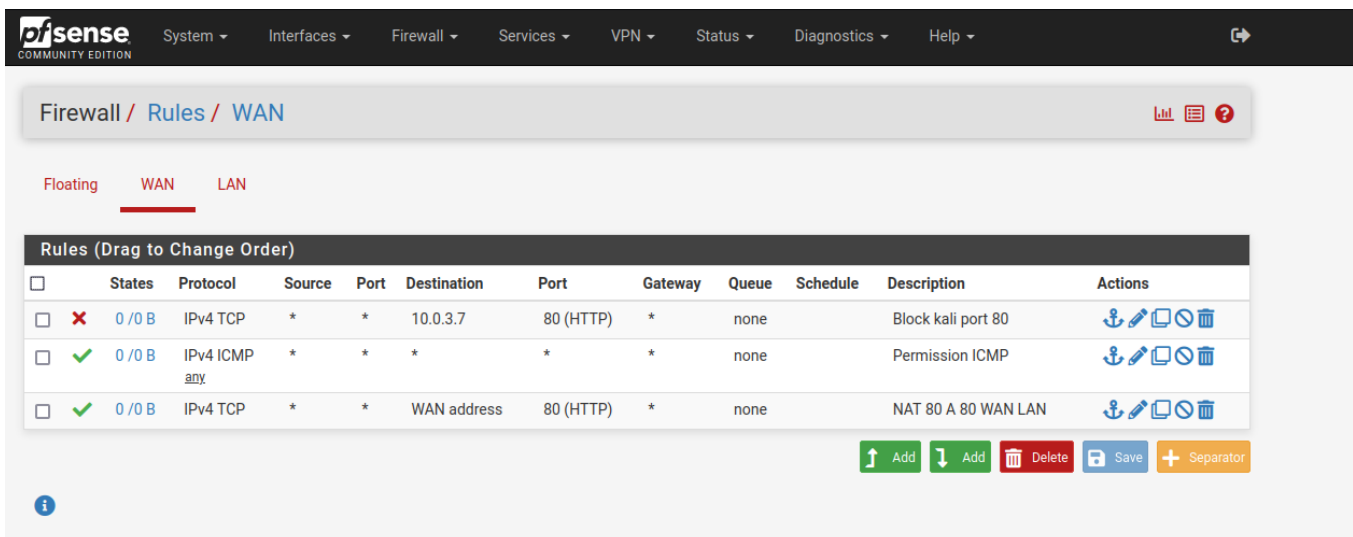 pfsense COMMUNITY EDITION System Interfaces Firewall Services VPN Status Diagnostics Help
Firewall / Rules / WAN
Floating WAN LAN
Rules (Drag to Change Order)
States Protocol Source Port Destination Port Gateway Queue Schedule Description Actions
0 /0 B IPv4 TCP * * 10.0.3.7 80 (HTTP) * none Block kali port 80
0 /0 B IPv4 ICMP * * * * * none Permission ICMP
any
0 /0 B IPv4 TCP * * WAN address 80 (HTTP) * none NAT 80 A 80 WAN LAN
Add Add Delete Save Separator